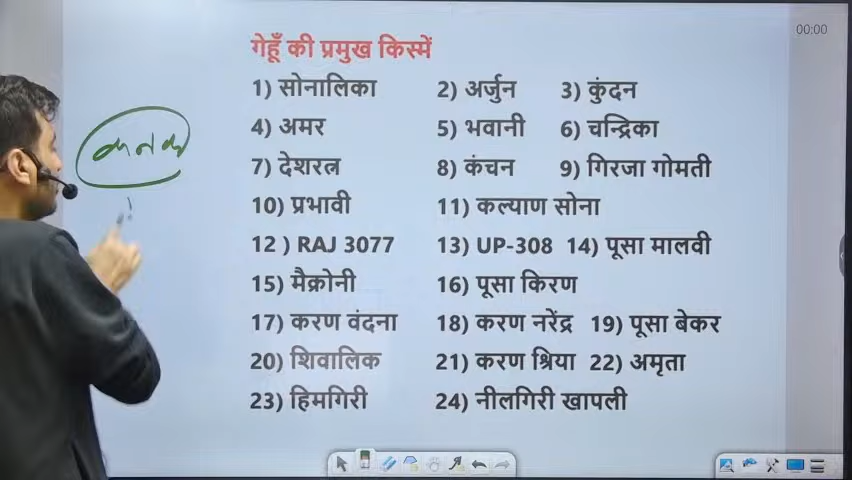 00:00
गेहूँ की प्रमुख किस्में
1) सोनालिका 2) अर्जुन 3) कुंदन
कनक
4) अमर 5) भवानी 6) चन्द्रिका
7) देशरत्न 8) कंचन 9) गिरजा गोमती
10) प्रभावी 11) कल्याण सोना
12 ) RAJ 3077 13) UP-308 14) पूसा मालवी
15) मैक्रोनी 16) पूसा किरण
17) करण वंदना 18) करण नरेंद्र 19) पूसा बेकर
20) शिवालिक 21) करण श्रिया 22) अमृता
23) हिमगिरी 24) नीलगिरी खापली